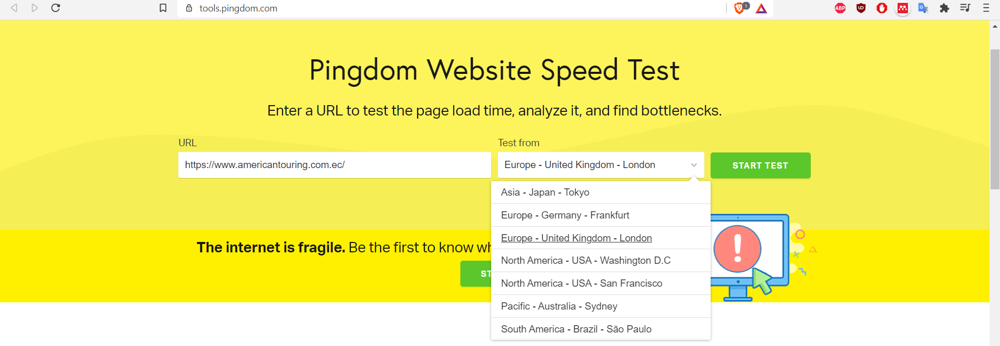 tools.pingdom.com
1
ABP
UO
G
Pingdom Website Speed Test
Enter a URL to test the page load time, analyze it, and find bottlenecks.
URL
Test from
https://www.americantouring.com.ec/
Europe - United Kingdom - London
START TEST
Asia - Japan - Tokyo
Europe - Germany - Frankfurt
Europe - United Kingdom - London
North America - USA - Washington D.C
North America - USA - San Francisco
Pacific - Australia - Sydney
South America - Brazil - São Paulo
The internet is fragile. Be the first to know
ST
!